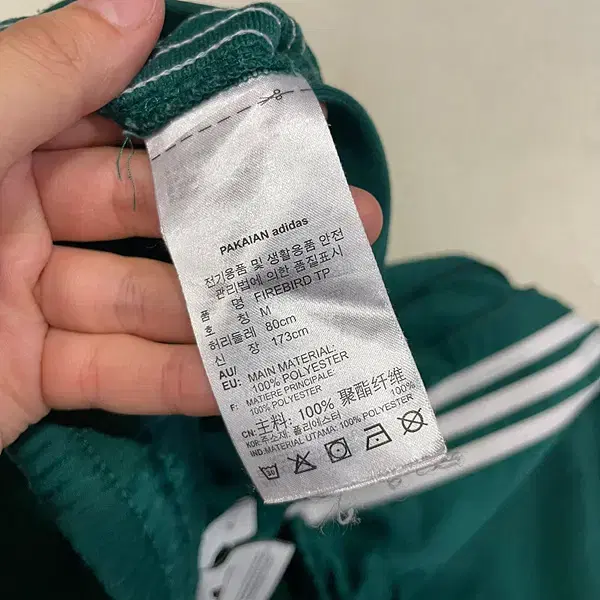 PAKAIAN adidas
전기용품 및 생활용품 안전
관리법에 의한 품질표시
품 명 FIREBIRD TP
호 칭 M
허리둘레 80cm
신 장 173cm
AU/
EU: MAIN MATERIAL:
100% POLYESTER
F: MATIERE PRINCIPALE:
100% POLYESTER
CN:主料: 100% 聚酯纤维
KOR:주소재, 폴리에스터 100%
IND:MATERIAL UTAMA: 100% POLYESTER
30